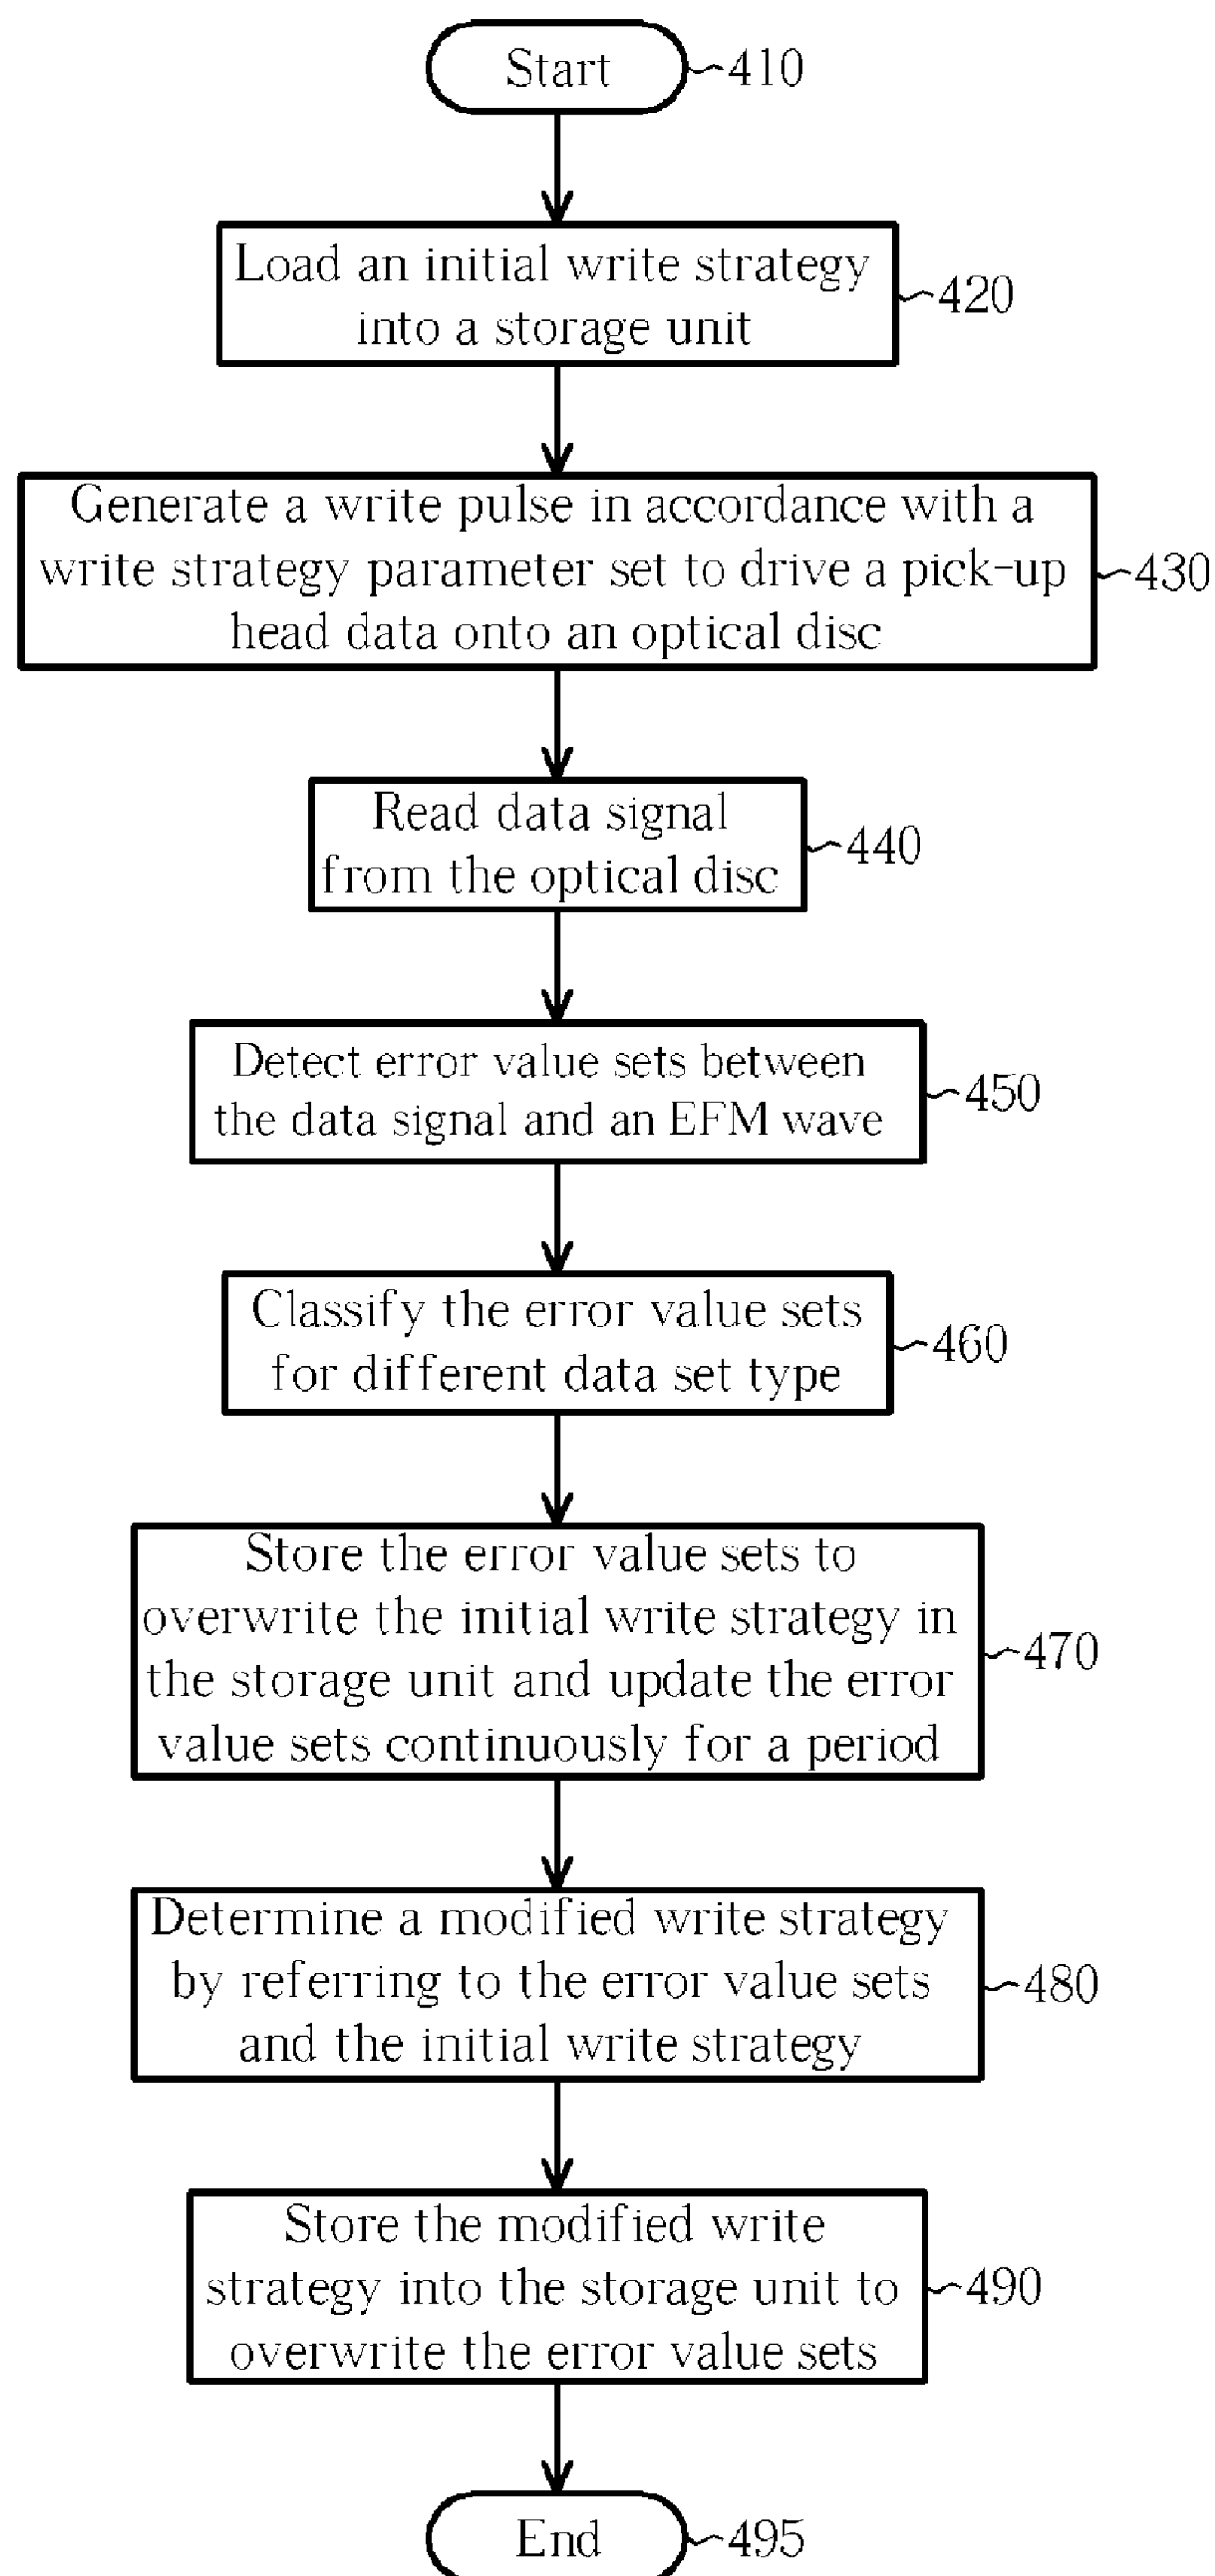 Start
410
Load an initial write strategy
into a storage unit
420
Generate a write pulse in accordance with a
write strategy parameter set to drive a pick-up
head data onto an optical disc
430
Read data signal
from the optical disc
440
Detect error value sets between
the data signal and an EFM wave
450
Classify the error value sets
for different data set type
460
Store the error value sets to
overwrite the initial write strategy in
the storage unit and update the error
value sets continuously for a period
470
Determine a modified write strategy
by referring to the error value sets
and the initial write strategy
480
Store the modified write
strategy into the storage unit to
overwrite the error value sets
490
End
495